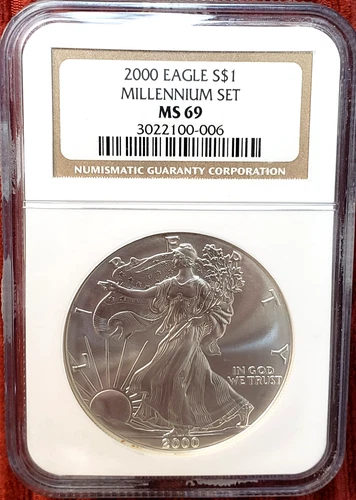 2000 EAGLE S$1
MILLENNIUM SET
MS 69
3022100-006
NUMISMATIC GUARANTY CORPORATION
LIBERTY
IN GOD
WE TRUST
2000